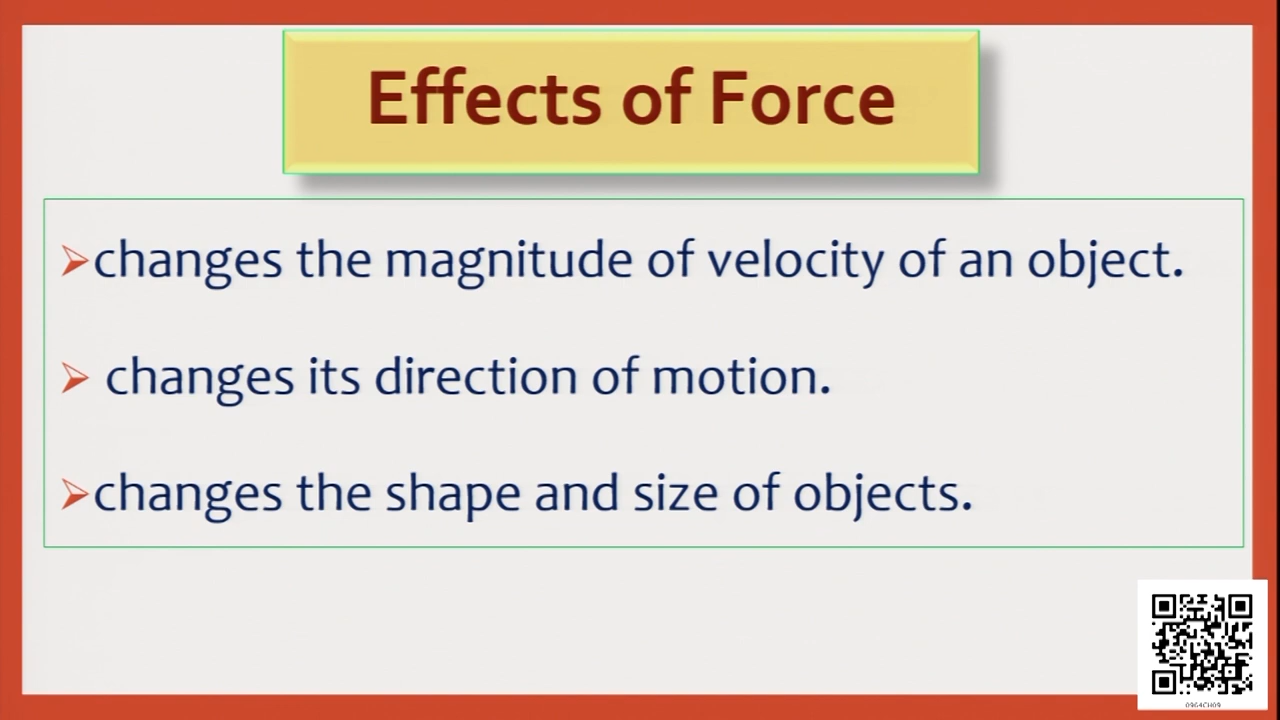 Effects of Force
➢changes the magnitude of velocity of an object.
➢ changes its direction of motion.
➢changes the shape and size of objects.
0964CH09